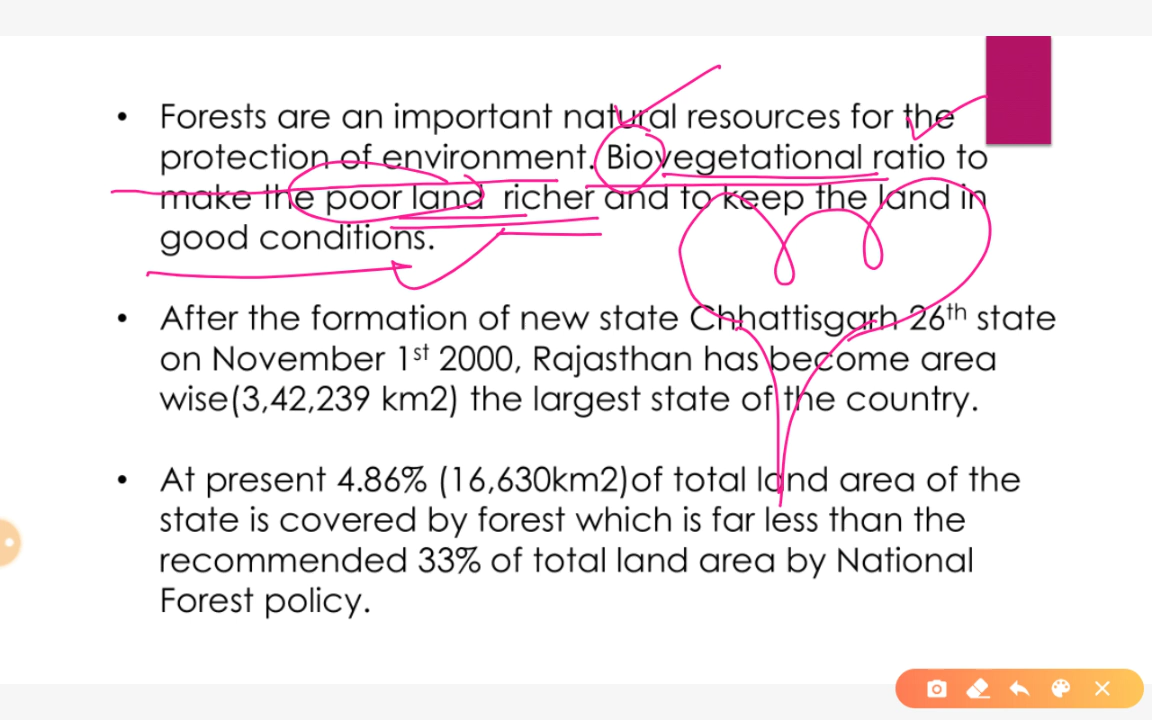 • Forests are an important natural resources for the
protection of environment. Biovegetational ratio to
make the poor land richer and to keep the land in
good conditions.
• After the formation of new state Chhattisgarh 26th state
on November 1st 2000, Rajasthan has become area
wise(3,42,239 km2) the largest state of the country.
• At present 4.86% (16,630km2)of total land area of the
state is covered by forest which is far less than the
recommended 33% of total land area by National
Forest policy.